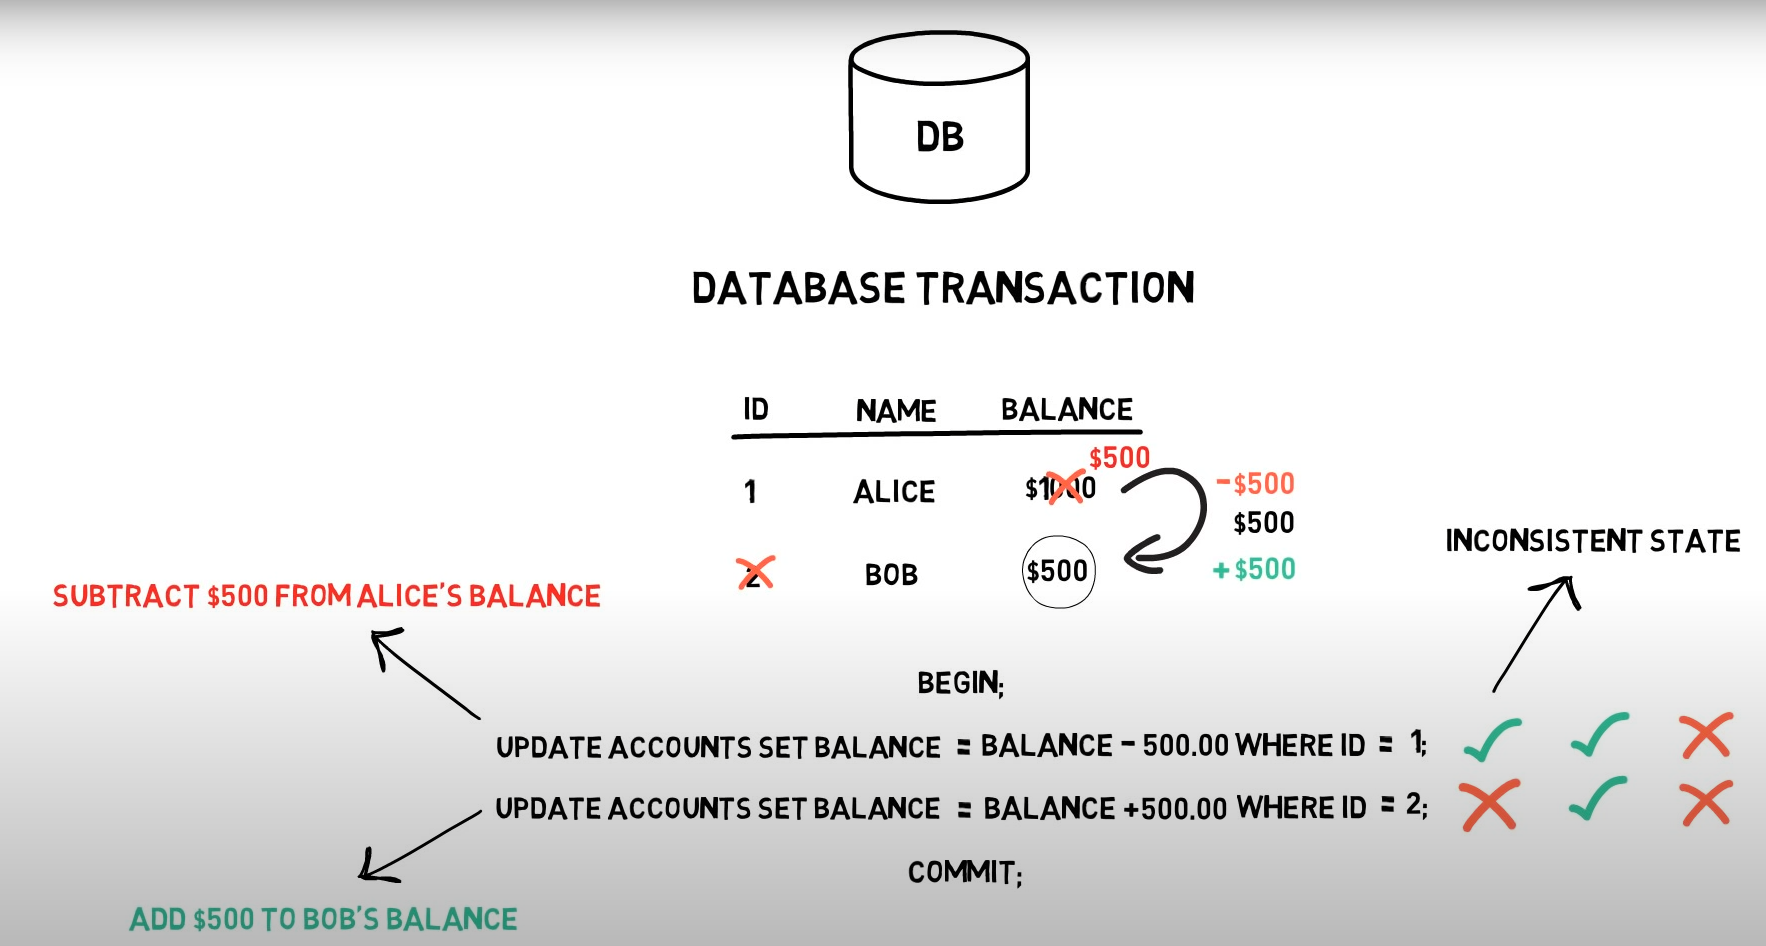 DB
DATABASE TRANSACTION
ID NAME BALANCE
$500
1 ALICE $1000 -$500
$500
2 BOB $500 +$500
INCONSISTENT STATE
SUBTRACT $500 FROM ALICE'S BALANCE
BEGIN;
UPDATE ACCOUNTS SET BALANCE = BALANCE - 500.00 WHERE ID = 1;
UPDATE ACCOUNTS SET BALANCE = BALANCE +500.00 WHERE ID = 2;
COMMIT;
ADD $500 TO BOB'S BALANCE